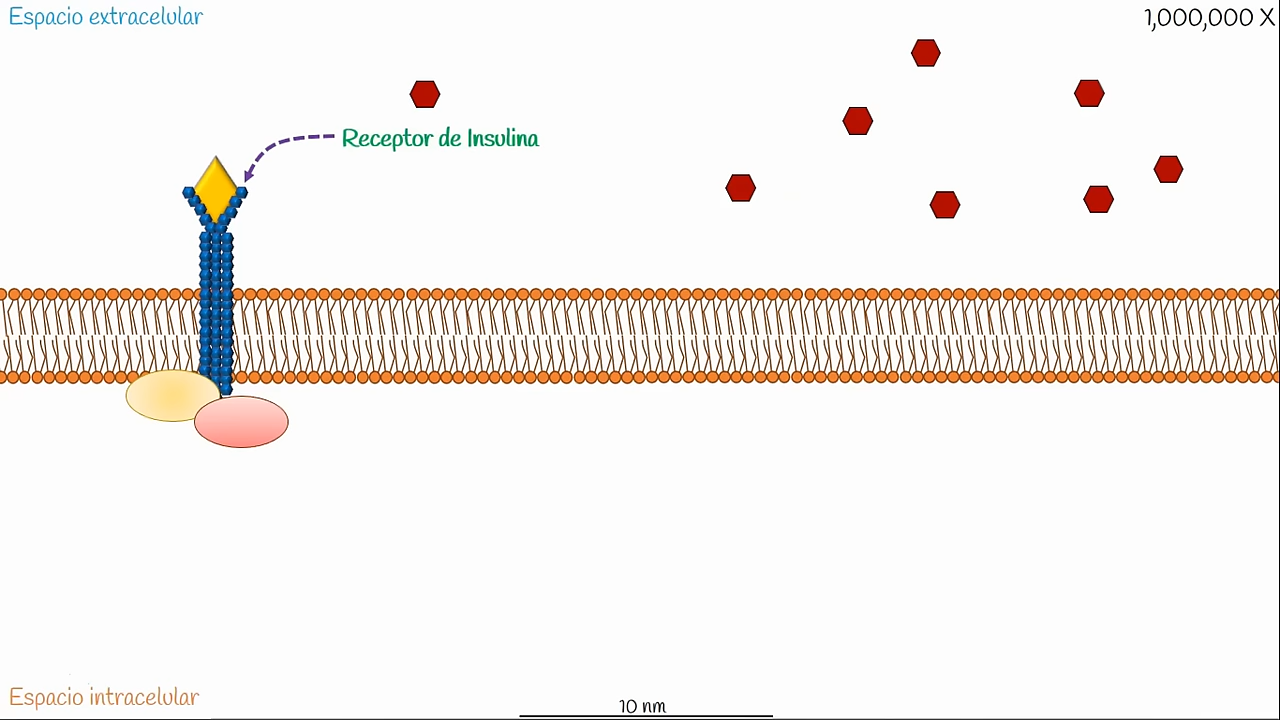 Espacio extracelular
1,000,000 X
Receptor de Insulina
Espacio intracelular
10 nm